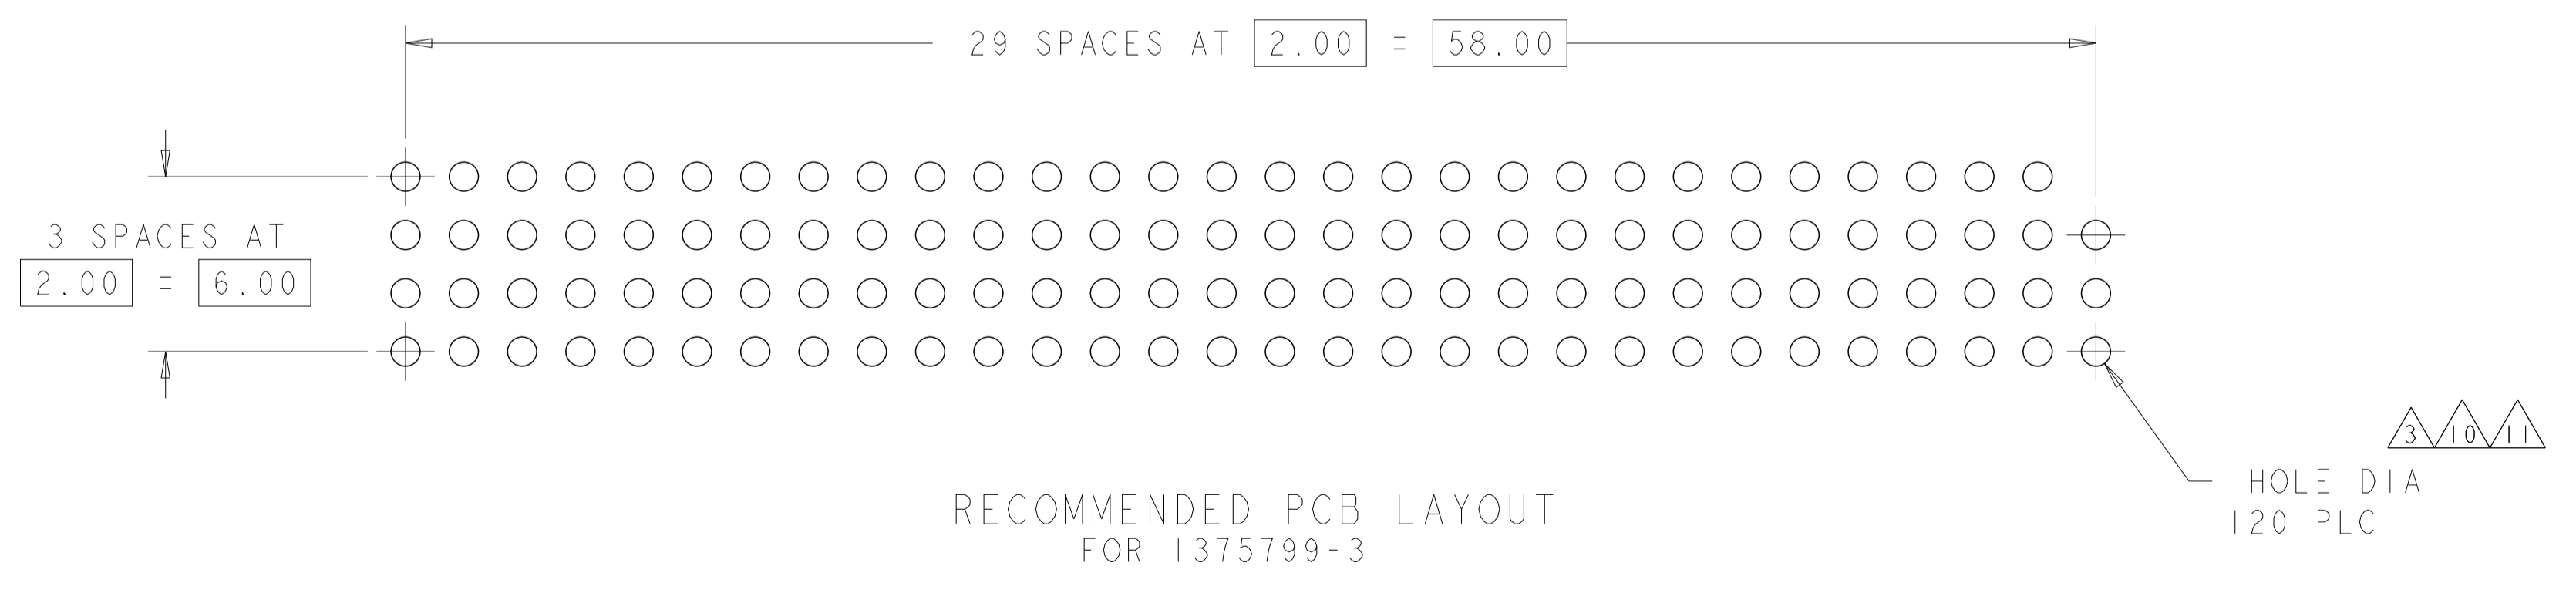 29 SPACES AT 2.00 = 58.00
3 SPACES AT
2.00 = 6.00
3 10 11
HOLE DIA
120 PLC
RECOMMENDED PCB LAYOUT
FOR 1375799-3